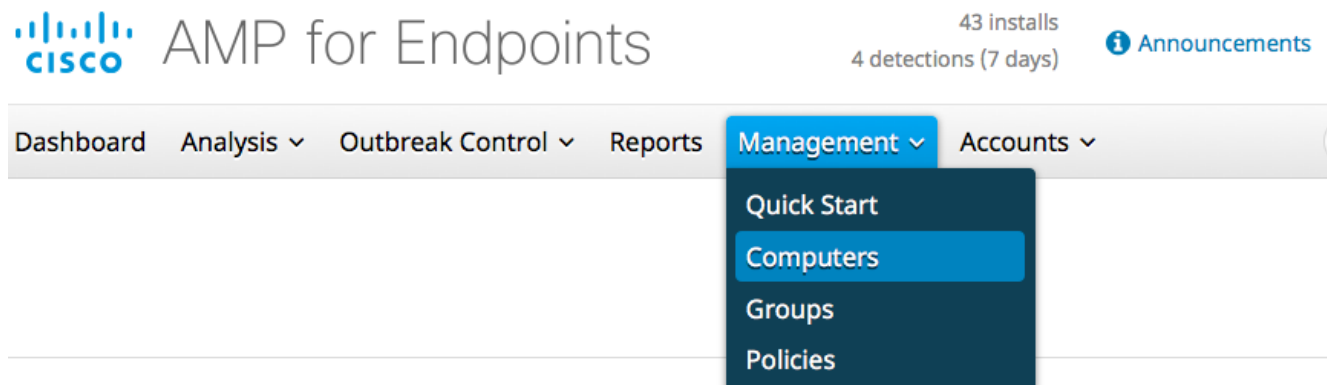 CISCO AMP for Endpoints
43 installs
4 detections (7 days)
Announcements
Dashboard Analysis Outbreak Control Reports Management Accounts
Quick Start
Computers
Groups
Policies